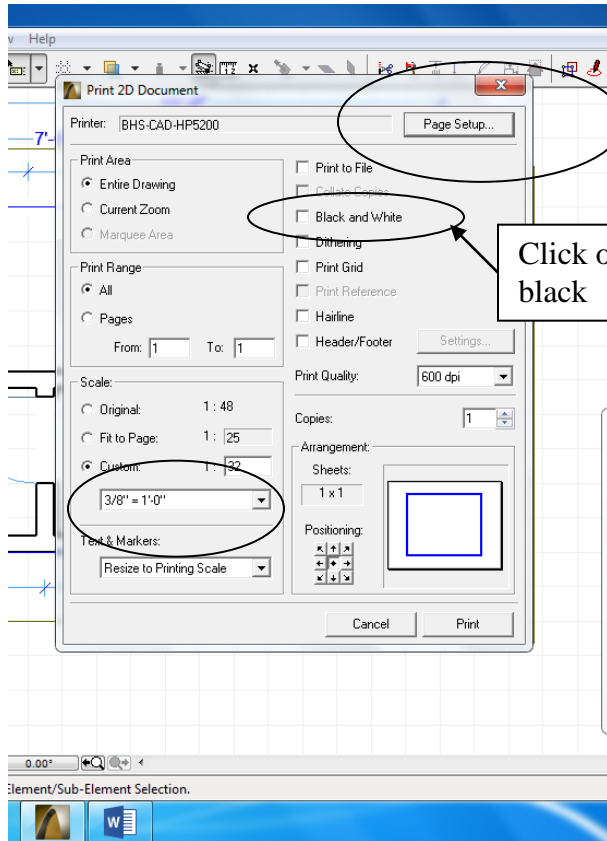 Help
Print 2D Document
7'-
Printer: BHS-CAD-HP5200 Page Setup...
Print Area
Entire Drawing
Current Zoom
Marquee Area
Print to File
Collate Copies
Black and White
Dithering
Print Grid
Print Reference
Hairline
Header/Footer Settings...
Click o
black
Print Range
All
Pages
From: 1 To: 1
Print Quality: 600 dpi
Scale:
Original: 1 : 48
Fit to Page: 1 : 25
Custom: 1 : 32
3/8" = 1'-0"
Text & Markers:
Resize to Printing Scale
Copies: 1
Arrangement:
Sheets:
1 x 1
Positioning:
Cancel Print
0.00°
Element/Sub-Element Selection.
W